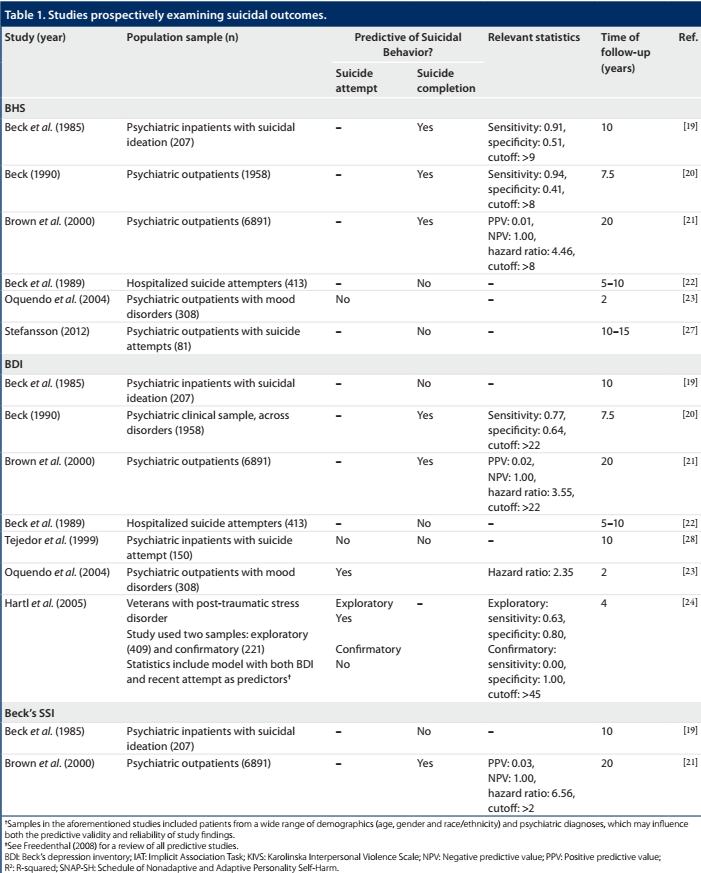 Table 1. Studies prospectively examining suicidal outcomes.
Study (year) Population sample (n) Predictive of Suicidal Behavior? Relevant statistics Time of follow-up (years) Ref.
Suicide attempt Suicide completion
BHS
Beck et al. (1985) Psychiatric inpatients with suicidal ideation (207) – Yes Sensitivity: 0.91, specificity: 0.51, cutoff: >9 10 [19]
Beck (1990) Psychiatric outpatients (1958) – Yes Sensitivity: 0.94, specificity: 0.41, cutoff: >8 7.5 [20]
Brown et al. (2000) Psychiatric outpatients (6891) – Yes PPV: 0.01, NPV: 1.00, hazard ratio: 4.46, cutoff: >8 20 [21]
Beck et al. (1989) Hospitalized suicide attempters (413) – No – 5–10 [22]
Oquendo et al. (2004) Psychiatric outpatients with mood disorders (308) No – 2 [23]
Stefansson (2012) Psychiatric outpatients with suicide attempts (81) – No – 10–15 [27]
BDI
Beck et al. (1985) Psychiatric inpatients with suicidal ideation (207) – No – 10 [19]
Beck (1990) Psychiatric clinical sample, across disorders (1958) – Yes Sensitivity: 0.77, specificity: 0.64, cutoff: >22 7.5 [20]
Brown et al. (2000) Psychiatric outpatients (6891) – Yes PPV: 0.02, NPV: 1.00, hazard ratio: 3.55, cutoff: >22 20 [21]
Beck et al. (1989) Hospitalized suicide attempters (413) – No – 5–10 [22]
Tejedor et al. (1999) Psychiatric inpatients with suicide attempt (150) No No – 10 [28]
Oquendo et al. (2004) Psychiatric outpatients with mood disorders (308) Yes Hazard ratio: 2.35 2 [23]
Hartl et al. (2005) Veterans with post-traumatic stress disorder Study used two samples: exploratory (409) and confirmatory (221) Statistics include model with both BDI and recent attempt as predictors† Exploratory Yes Confirmatory No – Exploratory: sensitivity: 0.63, specificity: 0.80, Confirmatory: sensitivity: 0.00, specificity: 1.00, cutoff: >45 4 [24]
Beck's SSI
Beck et al. (1985) Psychiatric inpatients with suicidal ideation (207) – No – 10 [19]
Brown et al. (2000) Psychiatric outpatients (6891) – Yes PPV: 0.03, NPV: 1.00, hazard ratio: 6.56, cutoff: >2 20 [21]
†Samples in the aforementioned studies included patients from a wide range of demographics (age, gender and race/ethnicity) and psychiatric diagnoses, which may influence
both the predictive validity and reliability of study findings.
‡See Freedenthal (2008) for a review of all predictive studies.
BDI: Beck's depression inventory; IAT: Implicit Association Task; KIVS: Karolinska Interpersonal Violence Scale; NPV: Negative predictive value; PPV: Positive predictive value;
R²: R-squared; SNAP-SH: Schedule of Nonadaptive and Adaptive Personality Self-Harm.